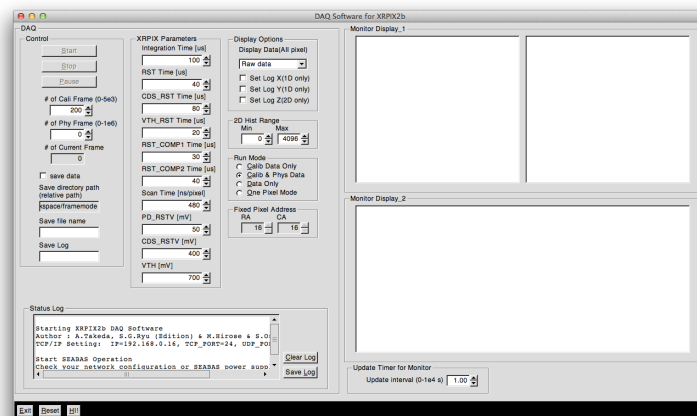 DAQ Software for XRPIX2b
DAQ
Control
Start
Stop
Pause
# of Cali Frame (0-5e3)
200
# of Phy Frame (0-1e6)
0
# of Current Frame
0
save data
Save directory path
(relative path)
kspace/framemode
Save file name
Save Log
XRPIX Parameters
Integration Time [us]
100
RST Time [us]
40
CDS_RST Time [us]
80
VTH_RST Time [us]
20
RST_COMP1 Time [us]
30
RST_COMP2 Time [us]
40
Scan Time [ns/pixel]
480
PD_RSTV [mV]
50
CDS_RSTV [mV]
400
VTH [mV]
700
Display Options
Display Data(All pixel)
Raw data
Set Log X(1D only)
Set Log Y(1D only)
Set Log Z(2D only)
2D Hist Range
Min Max
0 4096
Run Mode
Calib Data Only
Calib & Phys Data
Data Only
One Pixel Mode
Fixed Pixel Address
RA CA
16 16
Status Log
Starting XRPIX2b DAQ Software
Author : A.Takeda, S.G.Ryu (Edition) & M.Hirose & S.O
TCP/IP Setting: IP=192.168.0.16, TCP_PORT=24, UDP_PO
Start SEABAS Operation
Check your network configuration or SEABAS power supp
Clear Log
Save Log
Monitor Display_1
Monitor Display_2
Update Timer for Monitor
Update interval (0-1e4 s) 1.00
Exit Reset HI!